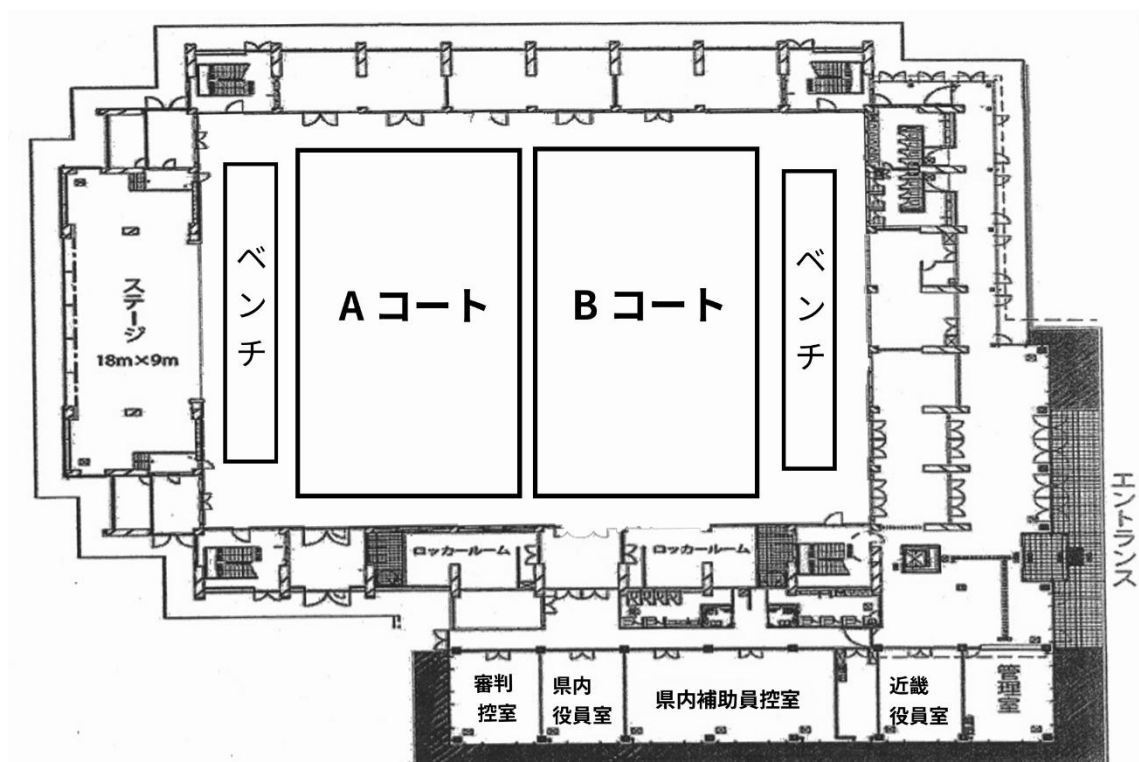 ステージ
18m×9m
ベンチ
Aコート
Bコート
ベンチ
エントランス
ロッカールーム
ロッカールーム
審判
控室
県内
役員室
県内補助員控室
近畿
役員室
管理室